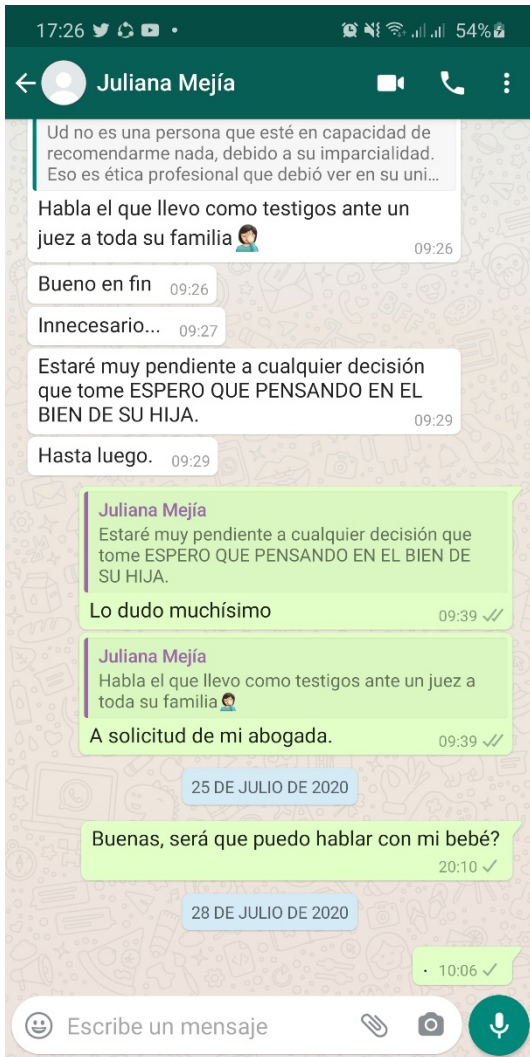 17:26
54%
Juliana Mejía
Ud no es una persona que esté en capacidad de
recomendarme nada, debido a su imparcialidad.
Eso es ética profesional que debió ver en su uni...
Habla el que llevo como testigos ante un
juez a toda su familia🤦🏻‍♀️
09:26
Bueno en fin 09:26
Innecesario... 09:27
Estaré muy pendiente a cualquier decisión
que tome ESPERO QUE PENSANDO EN EL
BIEN DE SU HIJA.
09:29
Hasta luego. 09:29
Juliana Mejía
Estaré muy pendiente a cualquier decisión que
tome ESPERO QUE PENSANDO EN EL BIEN DE
SU HIJA.
Lo dudo muchísimo
09:39
Juliana Mejía
Habla el que llevo como testigos ante un juez a
toda su familia🤦🏻‍♀️
A solicitud de mi abogada.
09:39
25 DE JULIO DE 2020
Buenas, será que puedo hablar con mi bebé?
20:10
28 DE JULIO DE 2020
. 10:06
Escribe un mensaje